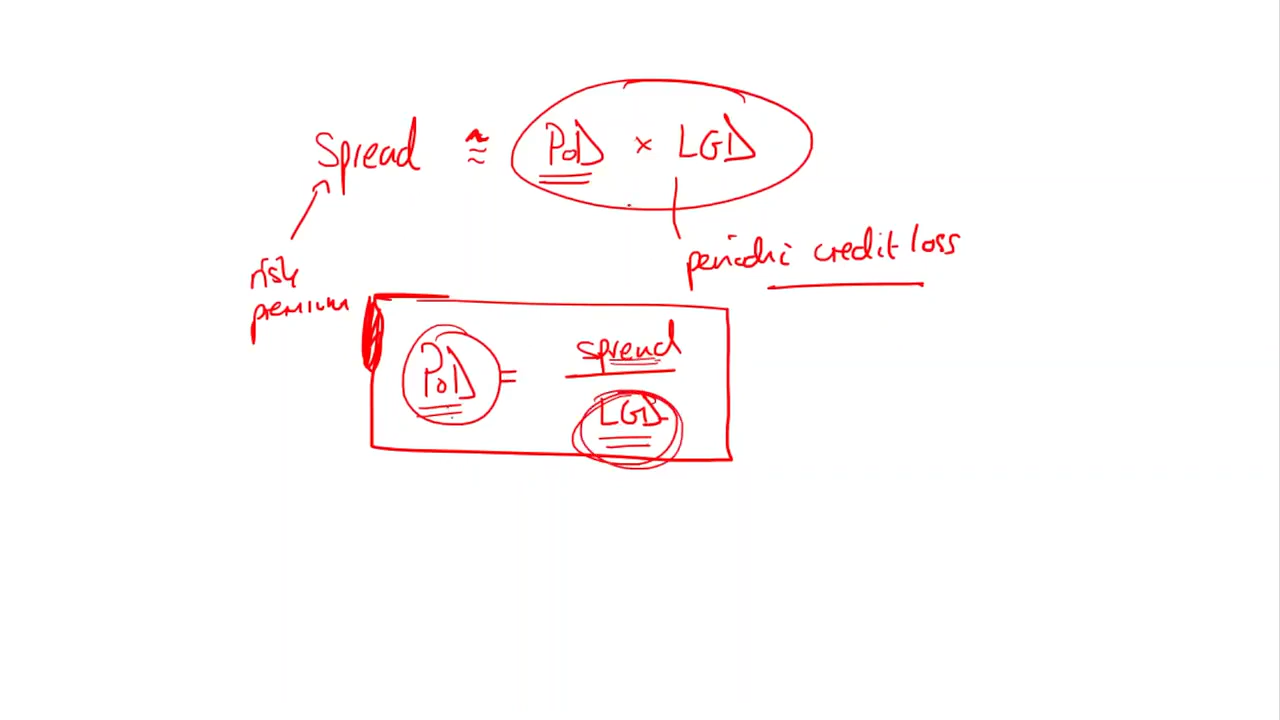 Spread ≈ PoD × LGD
periodic credit loss
risk
premium
PoD = spread
LGD